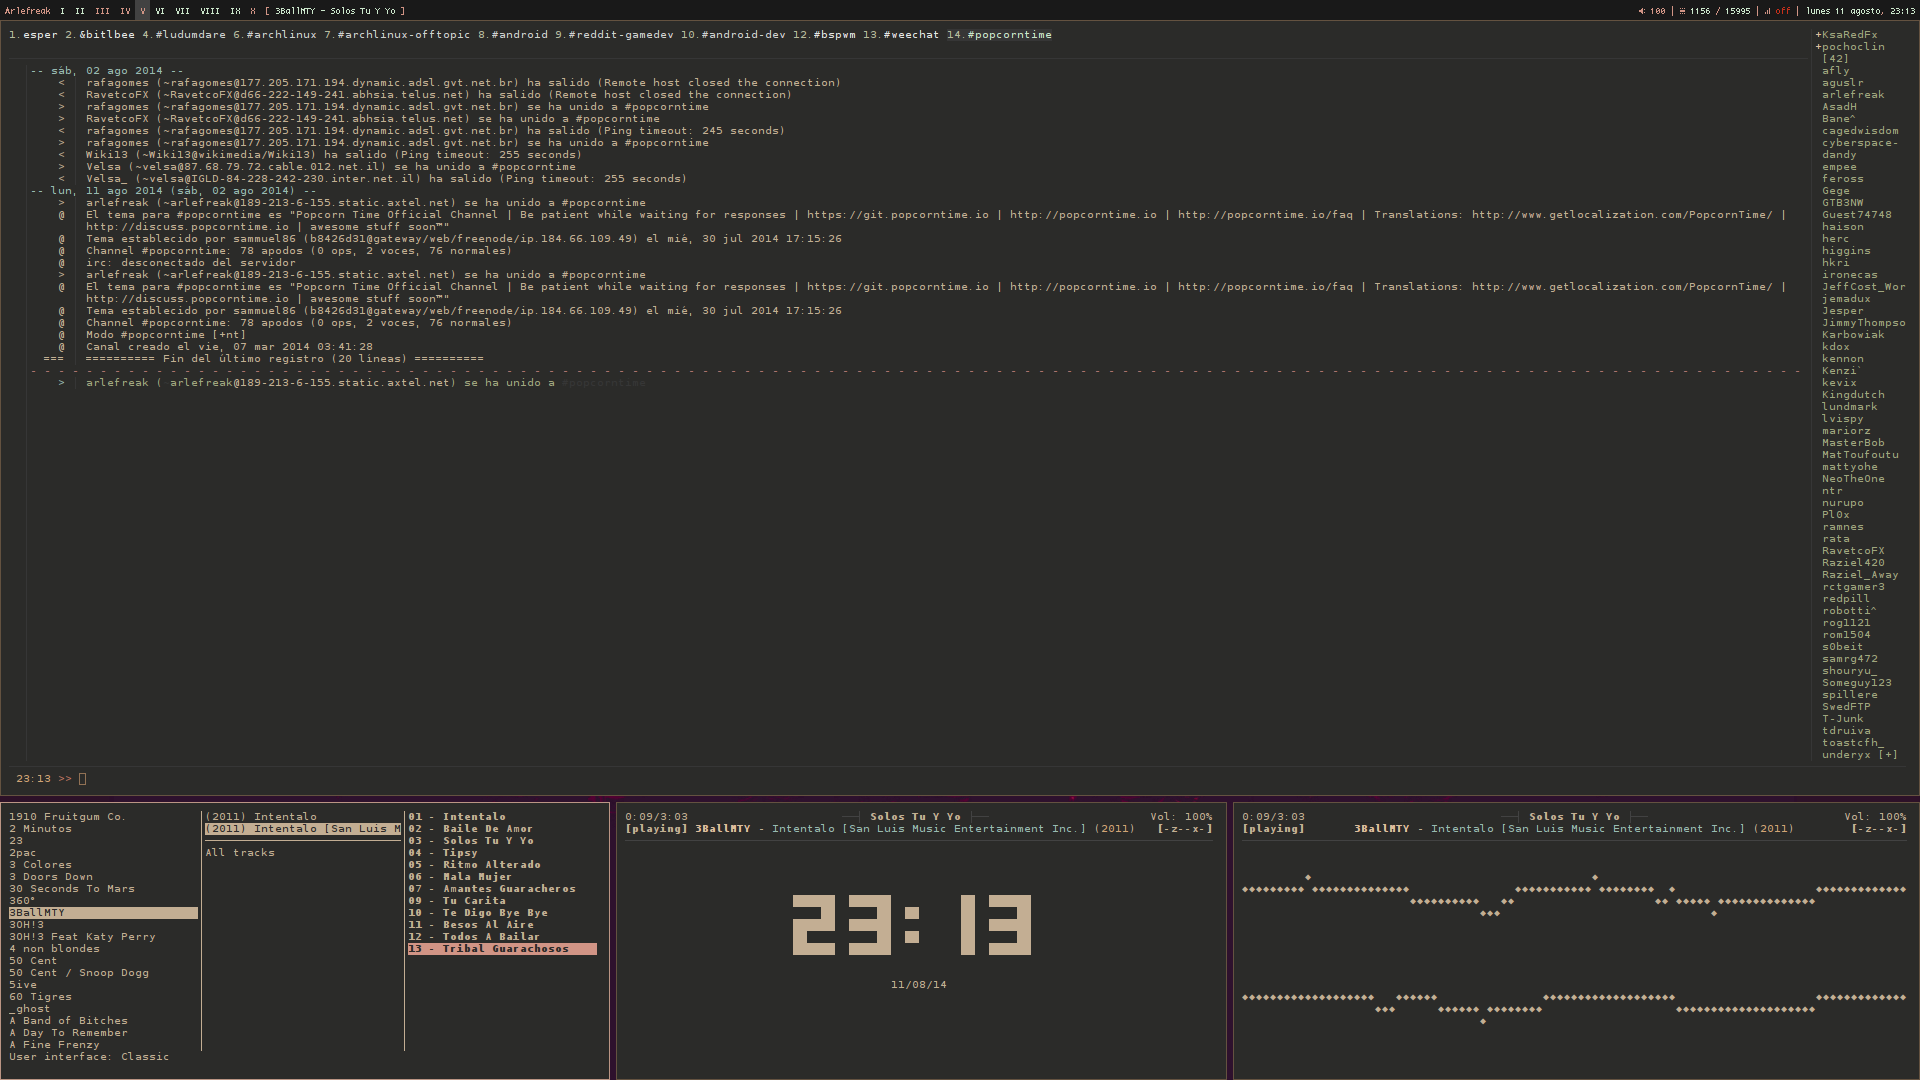 Arlefreak I II III IV V VI VII VIII IX X [ 3BallMTY - Solos Tu Y Yo ] 100 | 1156 / 15995 | off | lunes 11 agosto, 23:13
1.esper 2.&bitlbee 4.#ludumdare 6.#archlinux 7.#archlinux-offtopic 8.#android 9.#reddit-gamedev 10.#android-dev 12.#bspwm 13.#weechat 14.#popcorntime
-- sáb, 02 ago 2014 --
< rafagomes (~rafagomes@177.205.171.194.dynamic.adsl.gvt.net.br) ha salido (Remote host closed the connection)
< RavetcoFX (~RavetcoFX@d66-222-149-241.abhsia.telus.net) ha salido (Remote host closed the connection)
> rafagomes (~rafagomes@177.205.171.194.dynamic.adsl.gvt.net.br) se ha unido a #popcorntime
> RavetcoFX (~RavetcoFX@d66-222-149-241.abhsia.telus.net) se ha unido a #popcorntime
< rafagomes (~rafagomes@177.205.171.194.dynamic.adsl.gvt.net.br) ha salido (Ping timeout: 245 seconds)
> rafagomes (~rafagomes@177.205.171.194.dynamic.adsl.gvt.net.br) se ha unido a #popcorntime
< Wiki13 (~Wiki13@wikimedia/Wiki13) ha salido (Ping timeout: 255 seconds)
> Velsa (~velsa@87.68.79.72.cable.012.net.il) se ha unido a #popcorntime
< Velsa_ (~velsa@IGLD-84-228-242-230.inter.net.il) ha salido (Ping timeout: 255 seconds)
-- lun, 11 ago 2014 (sáb, 02 ago 2014) --
> arlefreak (~arlefreak@189-213-6-155.static.axtel.net) se ha unido a #popcorntime
@ El tema para #popcorntime es "Popcorn Time Official Channel | Be patient while waiting for responses | https://git.popcorntime.io | http://popcorntime.io | http://popcorntime.io/faq | Translations: http://www.getlocalization.com/PopcornTime/ |
http://discuss.popcorntime.io | awesome stuff soon™"
@ Tema establecido por sammuel86 (b8426d31@gateway/web/freenode/ip.184.66.109.49) el mié, 30 jul 2014 17:15:26
@ Channel #popcorntime: 78 apodos (0 ops, 2 voces, 76 normales)
@ irc: desconectado del servidor
> arlefreak (~arlefreak@189-213-6-155.static.axtel.net) se ha unido a #popcorntime
@ El tema para #popcorntime es "Popcorn Time Official Channel | Be patient while waiting for responses | https://git.popcorntime.io | http://popcorntime.io | http://popcorntime.io/faq | Translations: http://www.getlocalization.com/PopcornTime/ |
http://discuss.popcorntime.io | awesome stuff soon™"
@ Tema establecido por sammuel86 (b8426d31@gateway/web/freenode/ip.184.66.109.49) el mié, 30 jul 2014 17:15:26
@ Channel #popcorntime: 78 apodos (0 ops, 2 voces, 76 normales)
@ Modo #popcorntime [+nt]
@ Canal creado el vie, 07 mar 2014 03:41:28
=== ========== Fin del último registro (20 líneas) ==========
> arlefreak (~arlefreak@189-213-6-155.static.axtel.net) se ha unido a #popcorntime
23:13 >>
+KsaRedFx
+pochoclin
[42]
afly
aguslr
arlefreak
AsadH
Bane^
cagedwisdom
cyberspace-
dandy
empee
feross
Gege
GTB3NW
Guest74748
haison
herc
higgins
hkri
ironecas
JeffCost_Wor
jemadux
Jesper
JimmyThompso
Karbowiak
kdox
kennon
Kenzi`
kevix
Kingdutch
lundmark
lvispy
mariorz
MasterBob
MatToufoutu
mattyohe
NeoTheOne
ntr
nurupo
Pl0x
ramnes
rata
RavetcoFX
Raziel420
Raziel_Away
rctgamer3
redpill
robotti^
rog1121
rom1504
s0beit
samrg472
shouryu_
Someguy123
spillere
SwedFTP
T-Junk
tdruiva
toastcfh_
underyx [+]
1910 Fruitgum Co.
2 Minutos
23
2pac
3 Colores
3 Doors Down
30 Seconds To Mars
360°
3BallMTY
3OH!3
3OH!3 Feat Katy Perry
4 non blondes
50 Cent
50 Cent / Snoop Dogg
5ive
60 Tigres
_ghost
A Band of Bitches
A Day To Remember
A Fine Frenzy
User interface: Classic
(2011) Intentalo
(2011) Intentalo [San Luis M
All tracks
01 - Intentalo
02 - Baile De Amor
03 - Solos Tu Y Yo
04 - Tipsy
05 - Ritmo Alterado
06 - Mala Mujer
07 - Amantes Guaracheros
09 - Tu Carita
10 - Te Digo Bye Bye
11 - Besos Al Aire
12 - Todos A Bailar
13 - Tribal Guarachosos
0:09/3:03 Solos Tu Y Yo Vol: 100%
[playing] 3BallMTY - Intentalo [San Luis Music Entertainment Inc.] (2011) [-z--x-]
23:13
11/08/14
0:09/3:03 Solos Tu Y Yo Vol: 100%
[playing] 3BallMTY - Intentalo [San Luis Music Entertainment Inc.] (2011) [-z--x-]